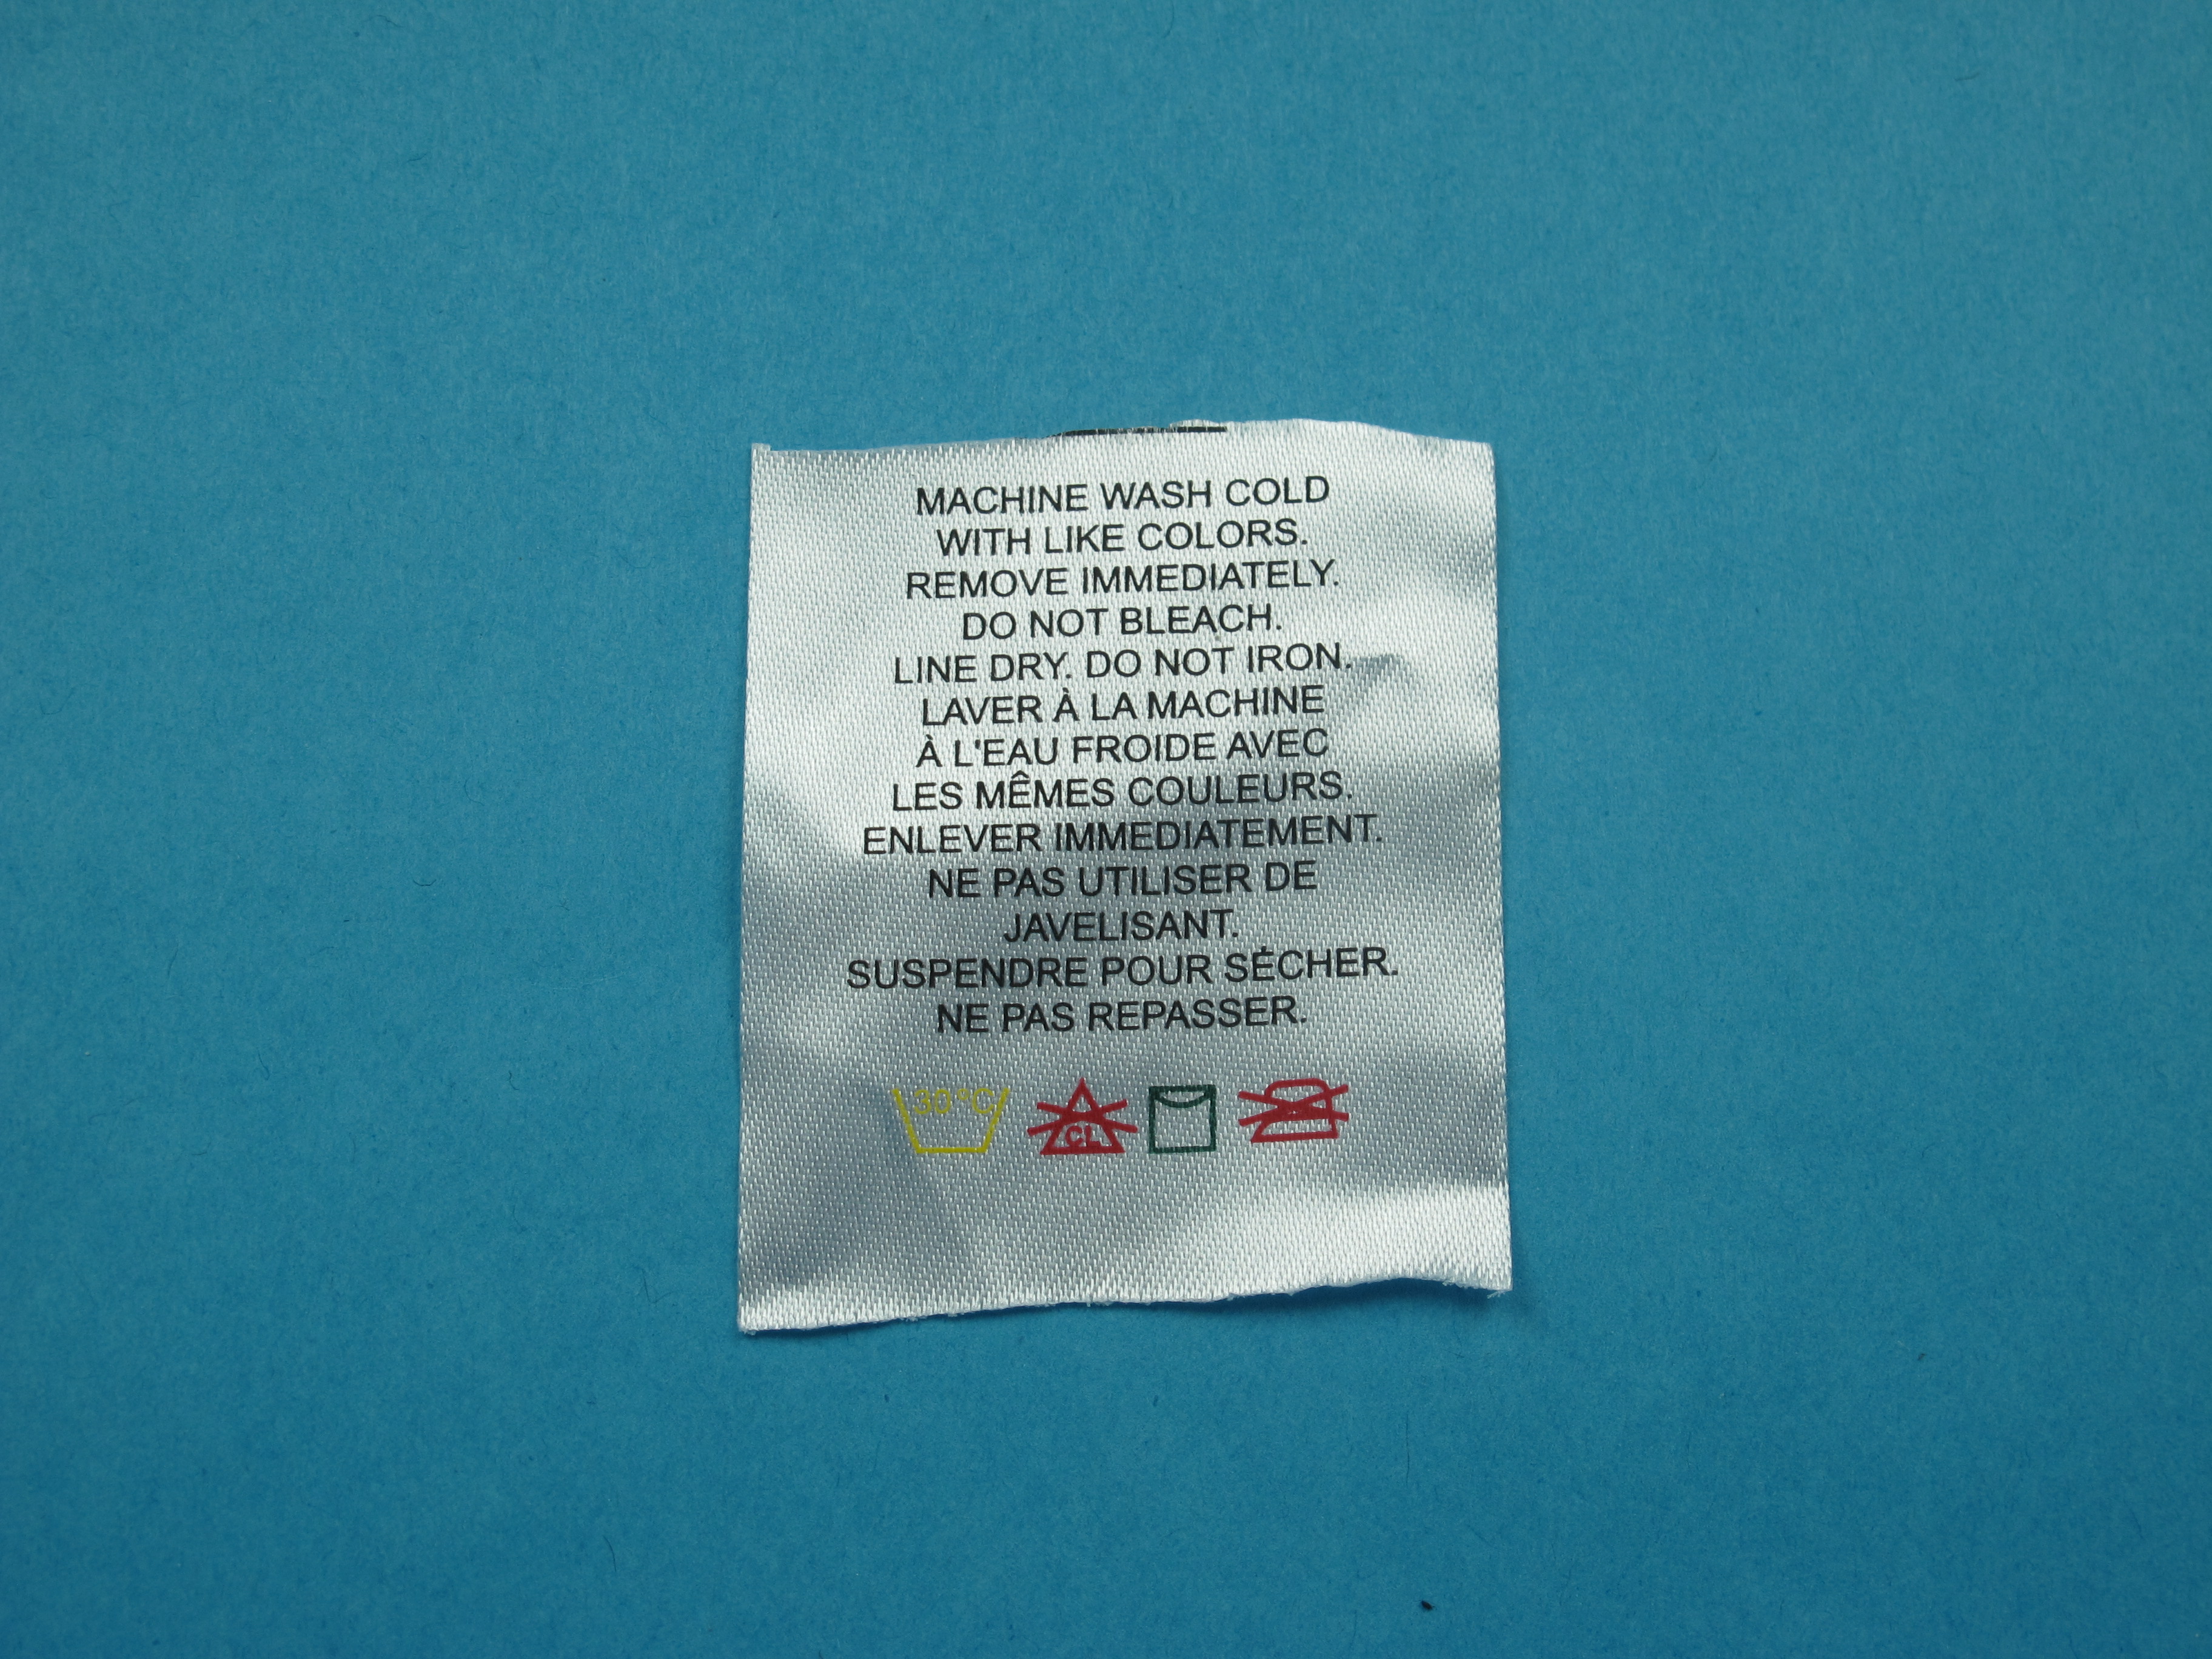 MACHINE WASH COLD
WITH LIKE COLORS.
REMOVE IMMEDIATELY.
DO NOT BLEACH.
LINE DRY. DO NOT IRON.
LAVER À LA MACHINE
À L'EAU FROIDE AVEC
LES MÊMES COULEURS.
ENLEVER IMMEDIATEMENT.
NE PAS UTILISER DE
JAVELISANT.
SUSPENDRE POUR SÉCHER.
NE PAS REPASSER.
30°C CL